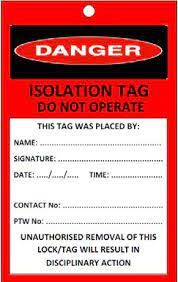 DANGER
ISOLATION TAG
DO NOT OPERATE
THIS TAG WAS PLACED BY:
NAME: ..................................
SIGNATURE: .........................
DATE: ...../...../..... TIME: ................
CONTACT No: .......................
PTW No: ..............................
UNAUTHORISED REMOVAL OF THIS
LOCK/TAG WILL RESULT IN
DISCIPLINARY ACTION